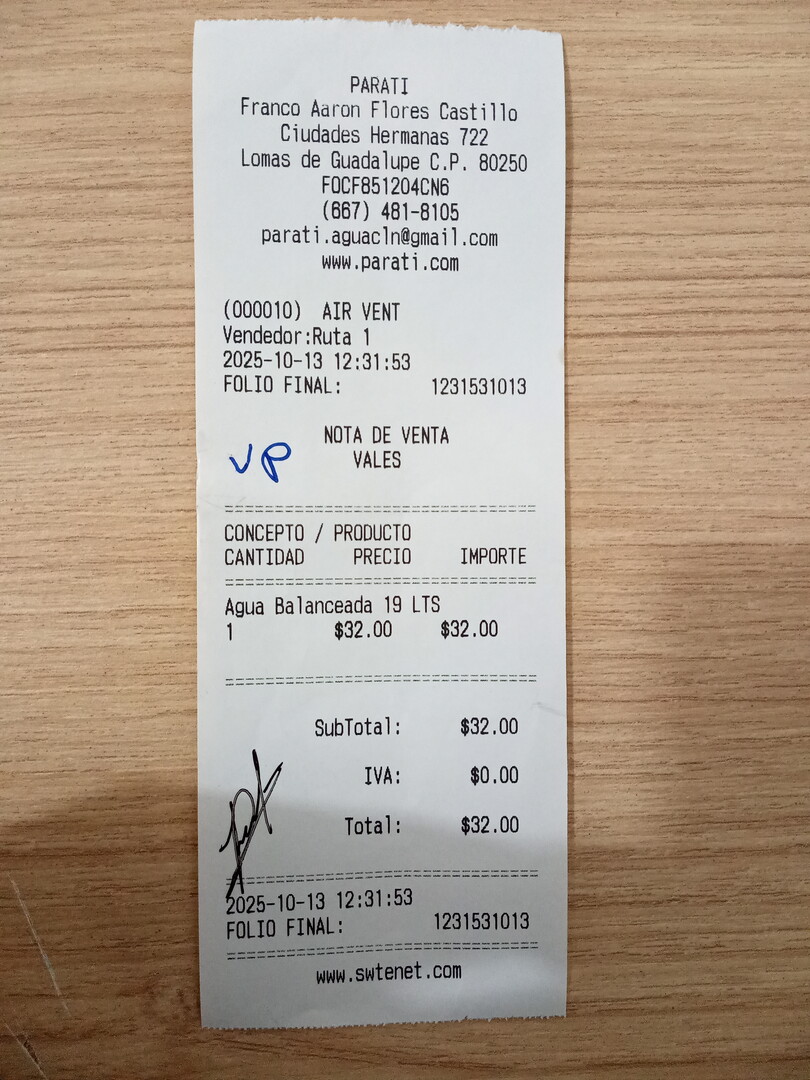 PARATI
Franco Aaron Flores Castillo
Ciudades Hermanas 722
Lomas de Guadalupe C.P. 80250
FOCF851204CN6
(667) 481-8105
parati.aguacln@gmail.com
www.parati.com
(000010) AIR VENT
Vendedor:Ruta 1
2025-10-13 12:31:53
FOLIO FINAL: 1231531013
NOTA DE VENTA
VALES
VP
CONCEPTO / PRODUCTO
CANTIDAD PRECIO IMPORTE
Agua Balanceada 19 LTS
1 $32.00 $32.00
SubTotal: $32.00
IVA: $0.00
Total: $32.00
2025-10-13 12:31:53
FOLIO FINAL: 1231531013
www.swtenet.com